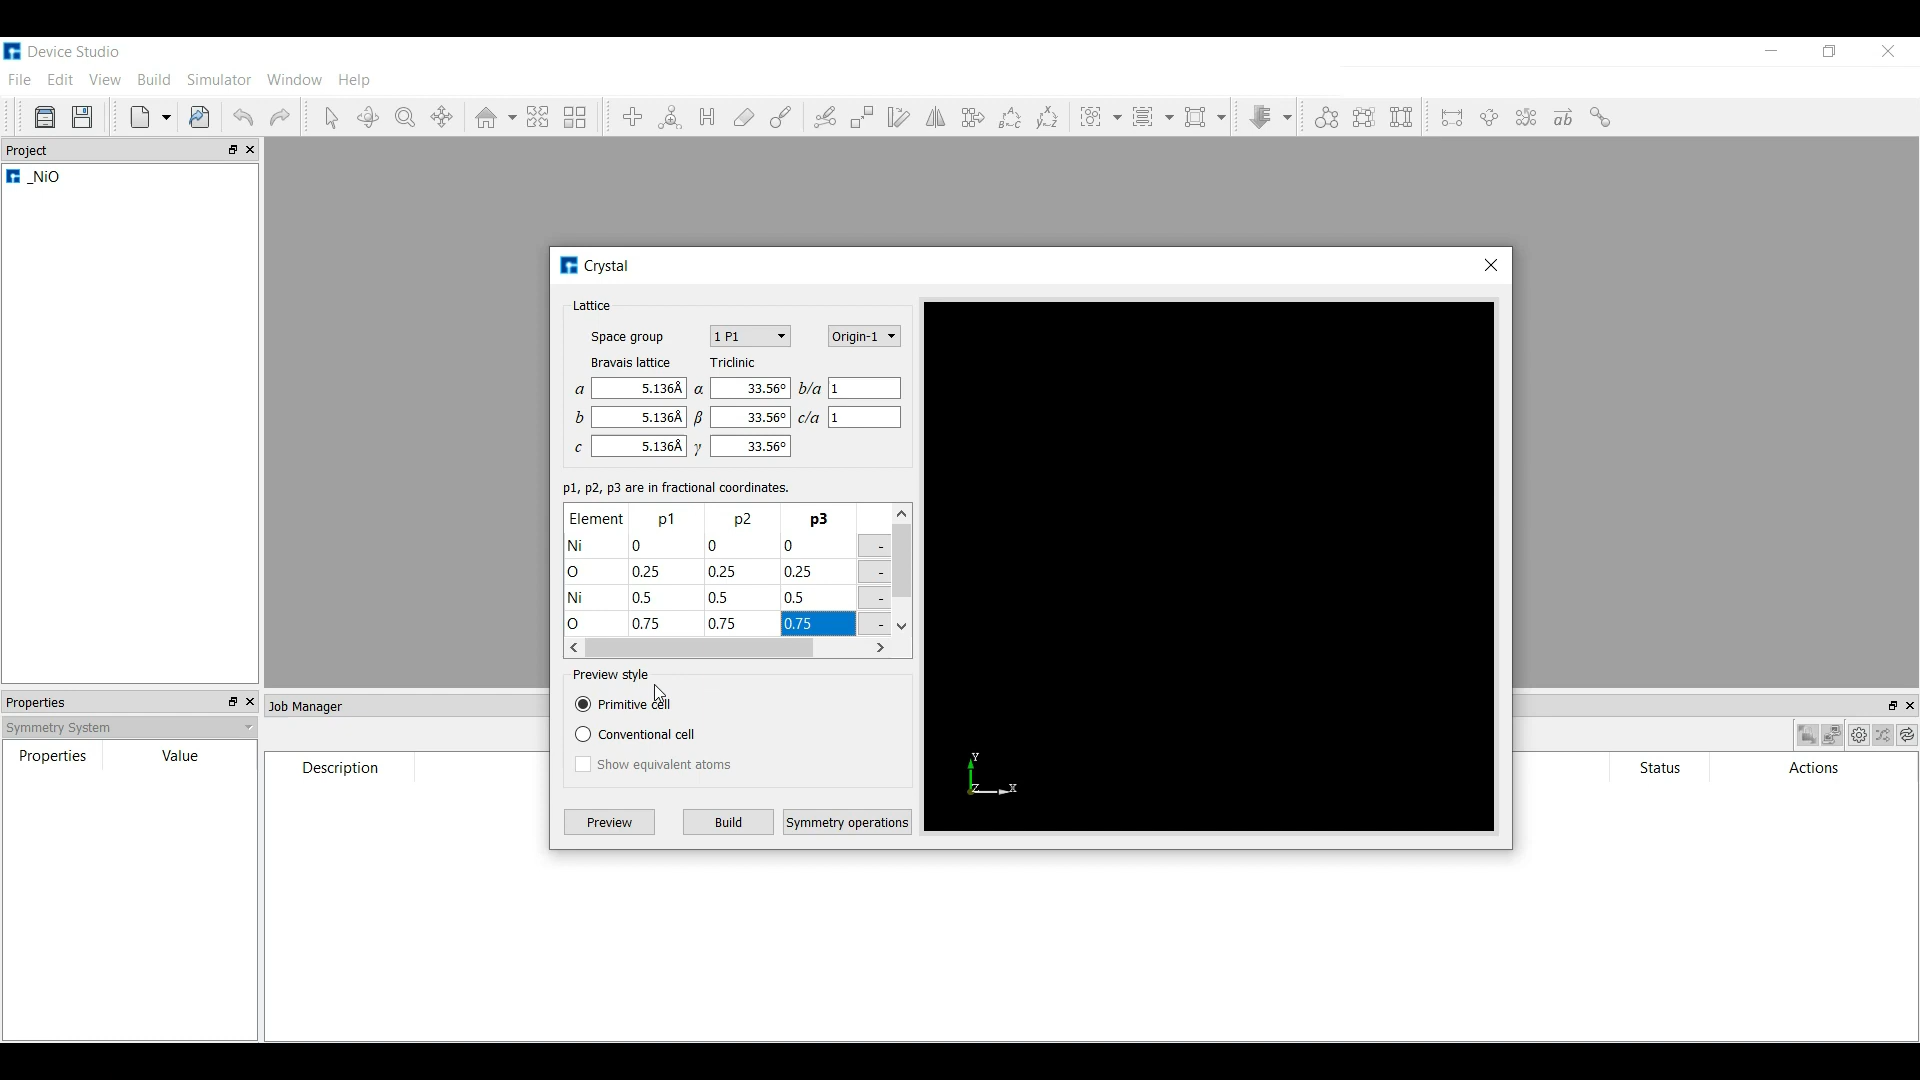 Device Studio
File Edit View Build Simulator Window Help
Project
_NiO
Crystal
Lattice
Space group 1 P1 Origin-1
Bravais lattice Triclinic
a 5.136Å α 33.56º b/a 1
b 5.136Å β 33.56º c/a 1
c 5.136Å γ 33.56º
p1, p2, p3 are in fractional coordinates.
Element p1 p2 p3
Ni 0 0 0 -
O 0.25 0.25 0.25 -
Ni 0.5 0.5 0.5 -
O 0.75 0.75 0.75 -
Preview style
Primitive cell
Conventional cell
Show equivalent atoms
Preview Build Symmetry operations
Y
Z X
Properties
Symmetry System
Properties Value
Job Manager
Description Status Actions